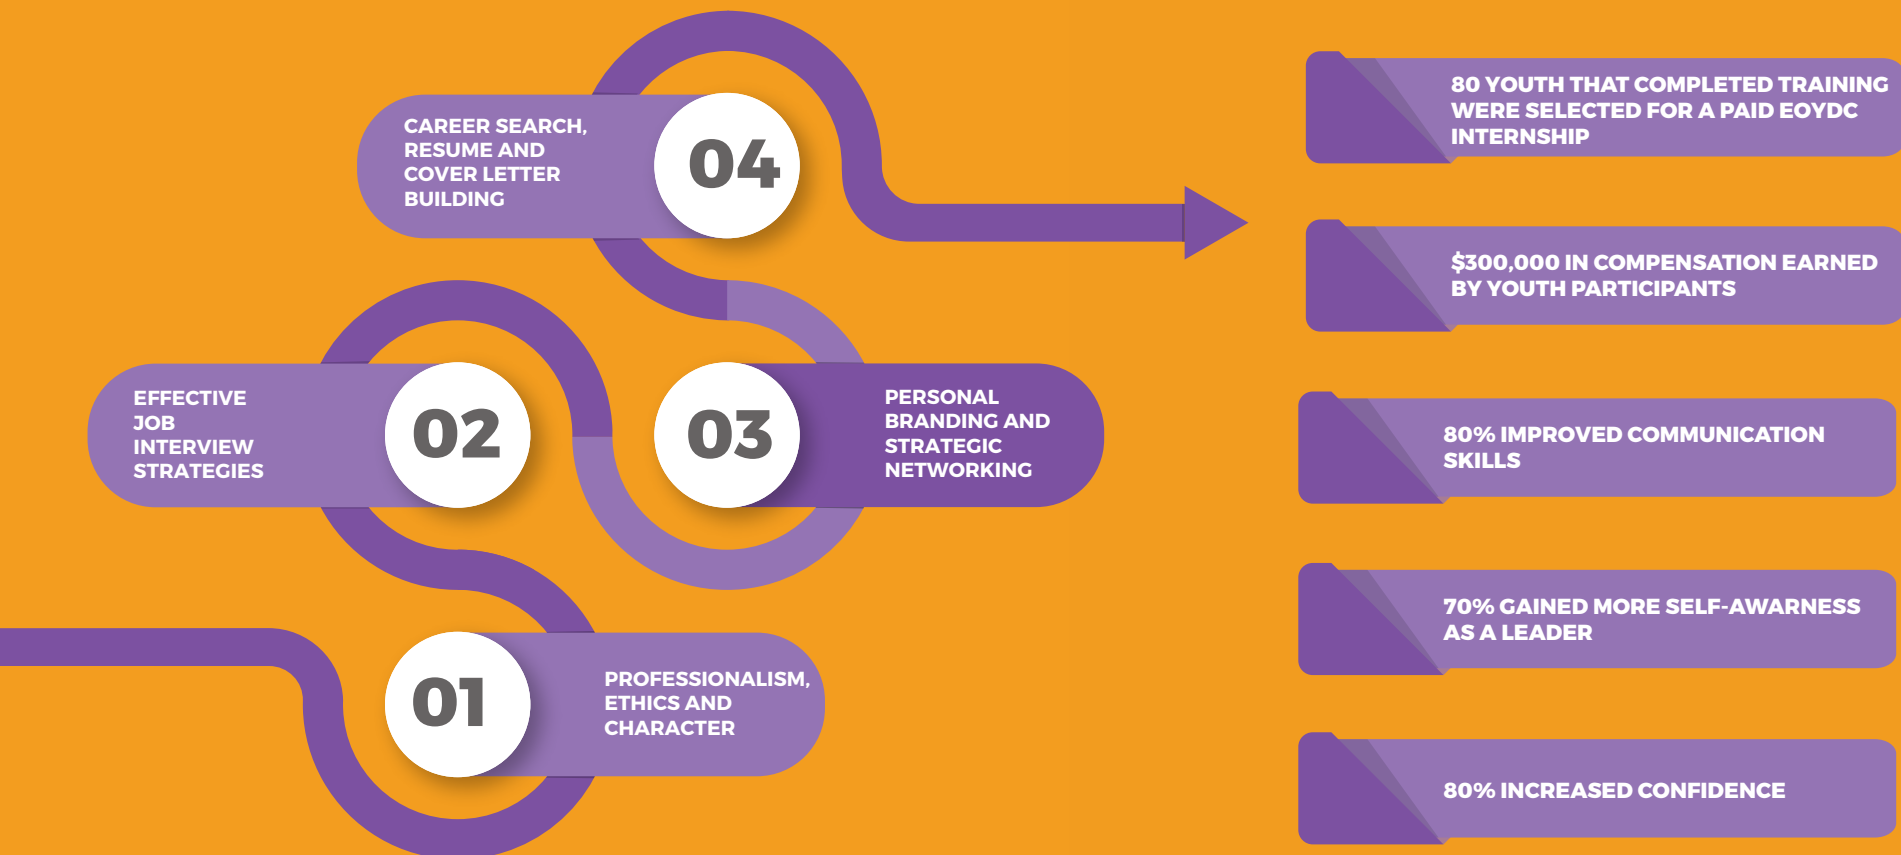 CAREER SEARCH,
RESUME AND
COVER LETTER
BUILDING
04
EFFECTIVE
JOB
INTERVIEW
STRATEGIES
02
03
PERSONAL
BRANDING AND
STRATEGIC
NETWORKING
01
PROFESSIONALISM,
ETHICS AND
CHARACTER
80 YOUTH THAT COMPLETED TRAINING
WERE SELECTED FOR A PAID EOYDC
INTERNSHIP
$300,000 IN COMPENSATION EARNED
BY YOUTH PARTICIPANTS
80% IMPROVED COMMUNICATION
SKILLS
70% GAINED MORE SELF-AWARNESS
AS A LEADER
80% INCREASED CONFIDENCE